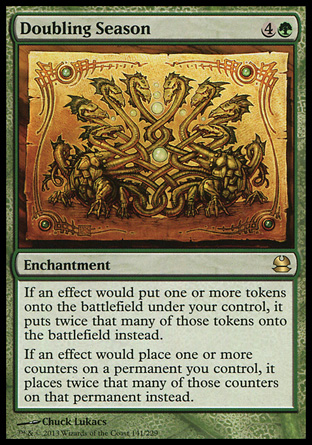 Doubling Season 4
Enchantment
If an effect would put one or more tokens
onto the battlefield under your control, it
puts twice that many of those tokens onto
the battlefield instead.
If an effect would place one or more
counters on a permanent you control, it
places twice that many of those counters
on that permanent instead.
Chuck Lukacs
™ & © 2013 Wizards of the Coast 141/229